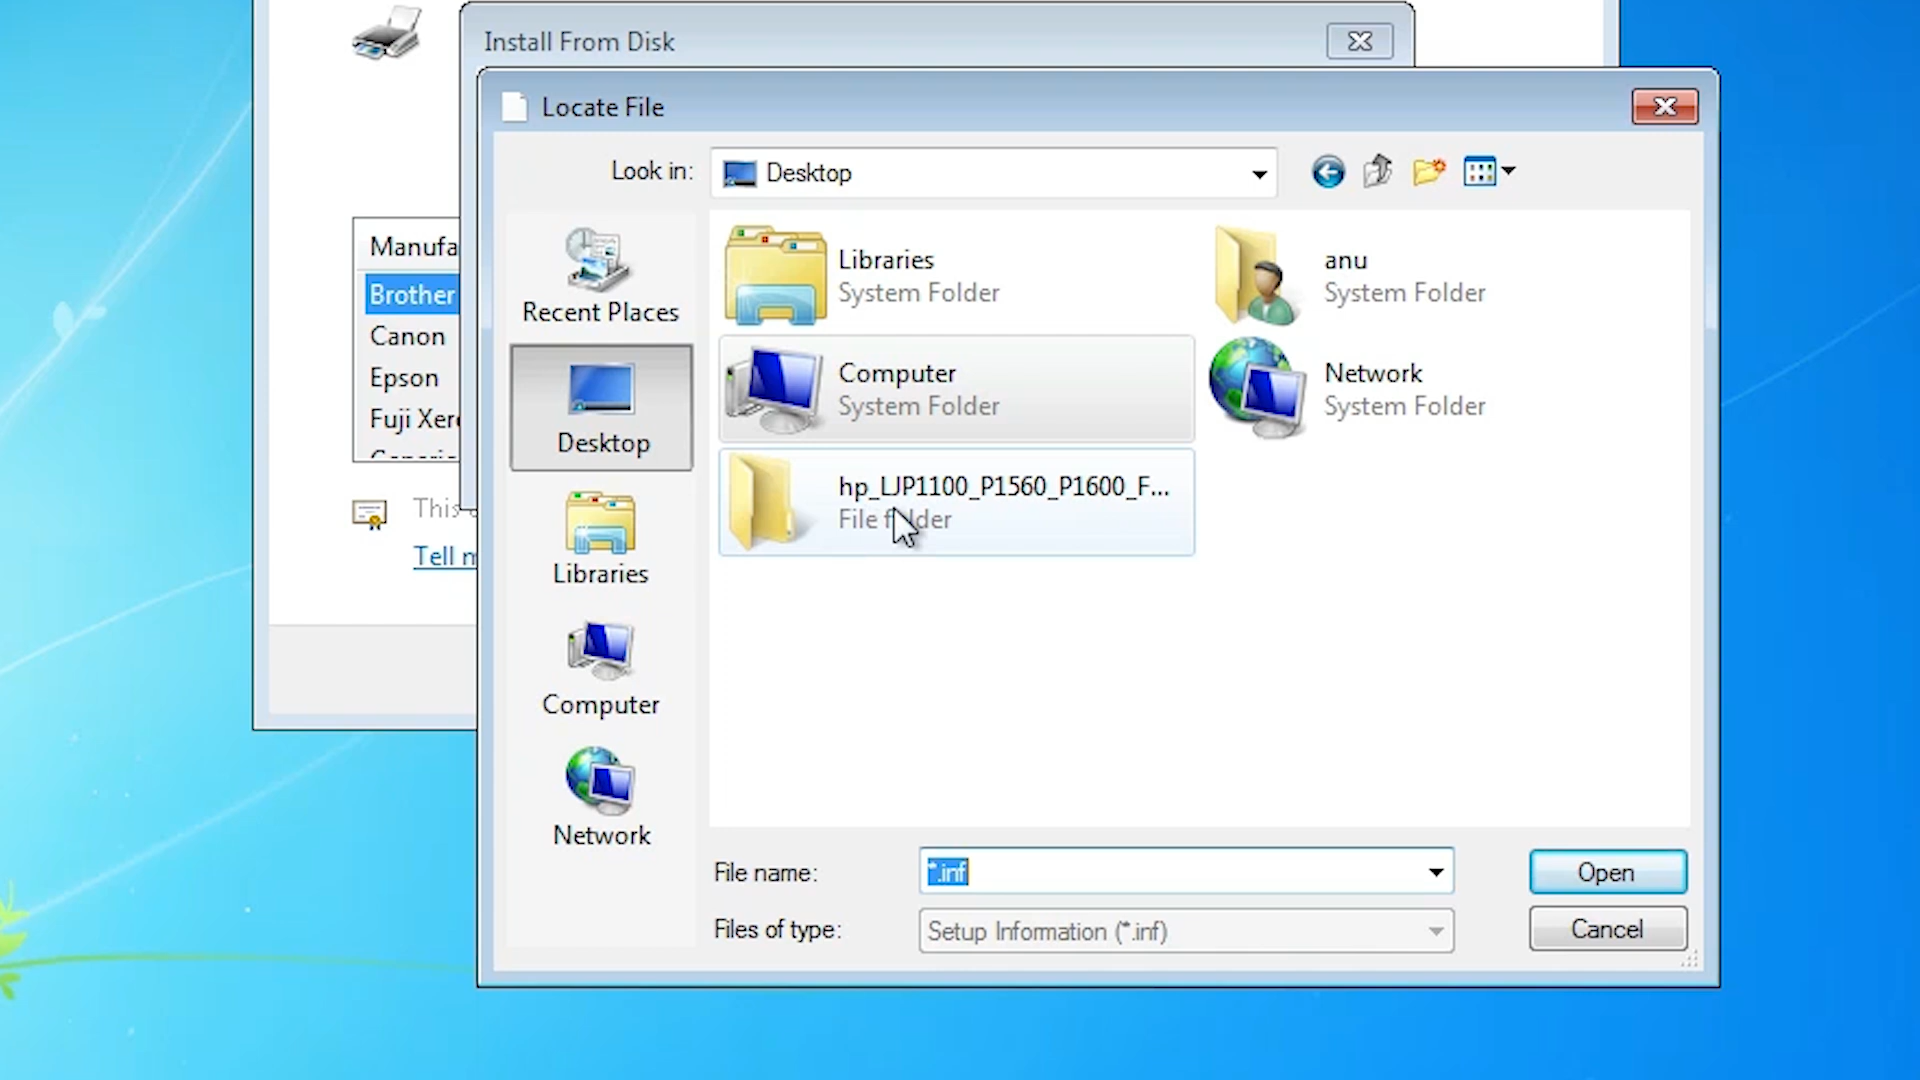 Install From Disk
Locate File
Look in:
Desktop
Recent Places
Desktop
Libraries
Computer
Network
Libraries
System Folder
anu
System Folder
Computer
System Folder
Network
System Folder
hp_LJP1100_P1560_P1600_F...
File folder
File name:
*.inf
Open
Files of type:
Setup Information (*.inf)
Cancel
Manufa
Brother
Canon
Epson
Fuji Xer
This
Tell